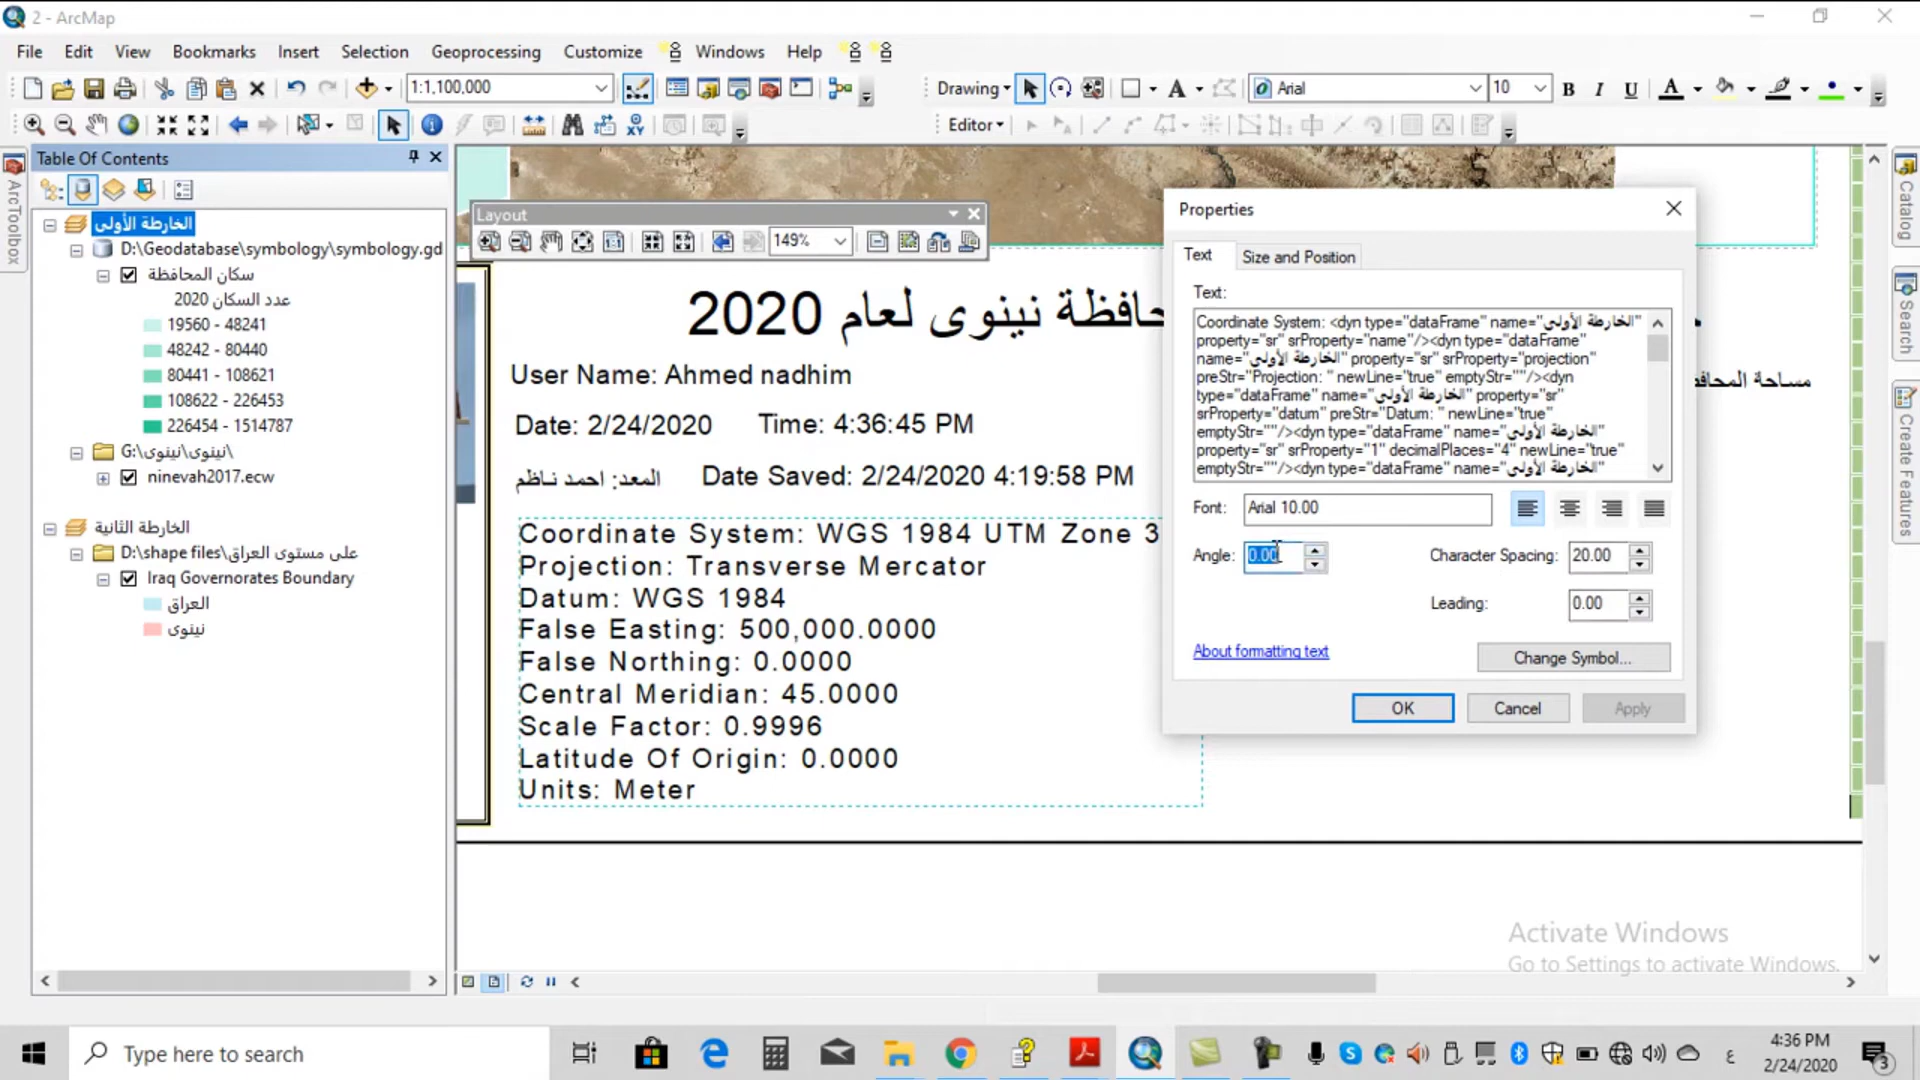 2 - ArcMap
File Edit View Bookmarks Insert Selection Geoprocessing Customize Windows Help
1:1,100,000
Drawing
A
Arial
10
B I U A
Editor
Table Of Contents
ArcToolbox
الخارطة الأولى
D:\Geodatabase\symbology\symbology.gd
سكان المحافظة
عدد السكان 2020
19560 - 48241
48242 - 80440
80441 - 108621
108622 - 226453
226454 - 1514787
G:\نينوى\نينوى\
ninevah2017.ecw
الخارطة الثانية
D:\shape files\على مستوى العراق
Iraq Governorates Boundary
العراق
نينوى
Layout
149%
حافظة نينوى لعام 2020
User Name: Ahmed nadhim
Date: 2/24/2020 Time: 4:36:45 PM
المعد: احمد ناظم Date Saved: 2/24/2020 4:19:58 PM
Coordinate System: WGS 1984 UTM Zone 3
Projection: Transverse Mercator
Datum: WGS 1984
False Easting: 500,000.0000
False Northing: 0.0000
Central Meridian: 45.0000
Scale Factor: 0.9996
Latitude Of Origin: 0.0000
Units: Meter
مساحة المحاف
Properties
Text Size and Position
Text:
Coordinate System: <dyn type="dataFrame" name="الخارطة الأولى"
property="sr" srProperty="name"/><dyn type="dataFrame"
name="الخارطة الأولى" property="sr" srProperty="projection"
preStr="Projection: " newLine="true" emptyStr=""/><dyn
type="dataFrame" name="الخارطة الأولى" property="sr"
srProperty="datum" preStr="Datum: " newLine="true"
emptyStr=""/><dyn type="dataFrame" name="الخارطة الأولى"
property="sr" srProperty="1" decimalPlaces="4" newLine="true"
emptyStr=""/><dyn type="dataFrame" name="الخارطة الأولى"
Font: Arial 10.00
Angle: 0.00 Character Spacing: 20.00
Leading: 0.00
About formatting text
Change Symbol...
OK Cancel Apply
Catalog
Search
Create Features
Activate Windows
Go to Settings to activate Windows.
Type here to search
ع
4:36 PM
2/24/2020
3